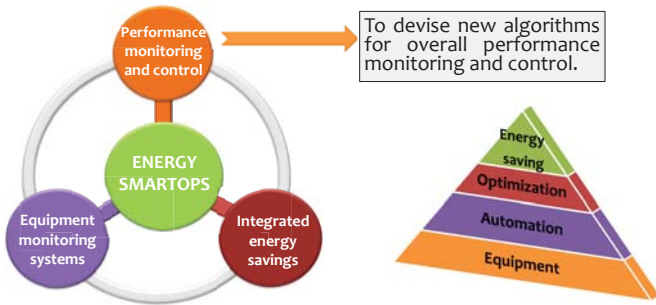 Performance
monitoring
and control
To devise new algorithms
for overall performance
monitoring and control.
ENERGY
SMARTOPS
Equipment
monitoring
systems
Integrated
energy
savings
Energy
saving
Optimization
Automation
Equipment